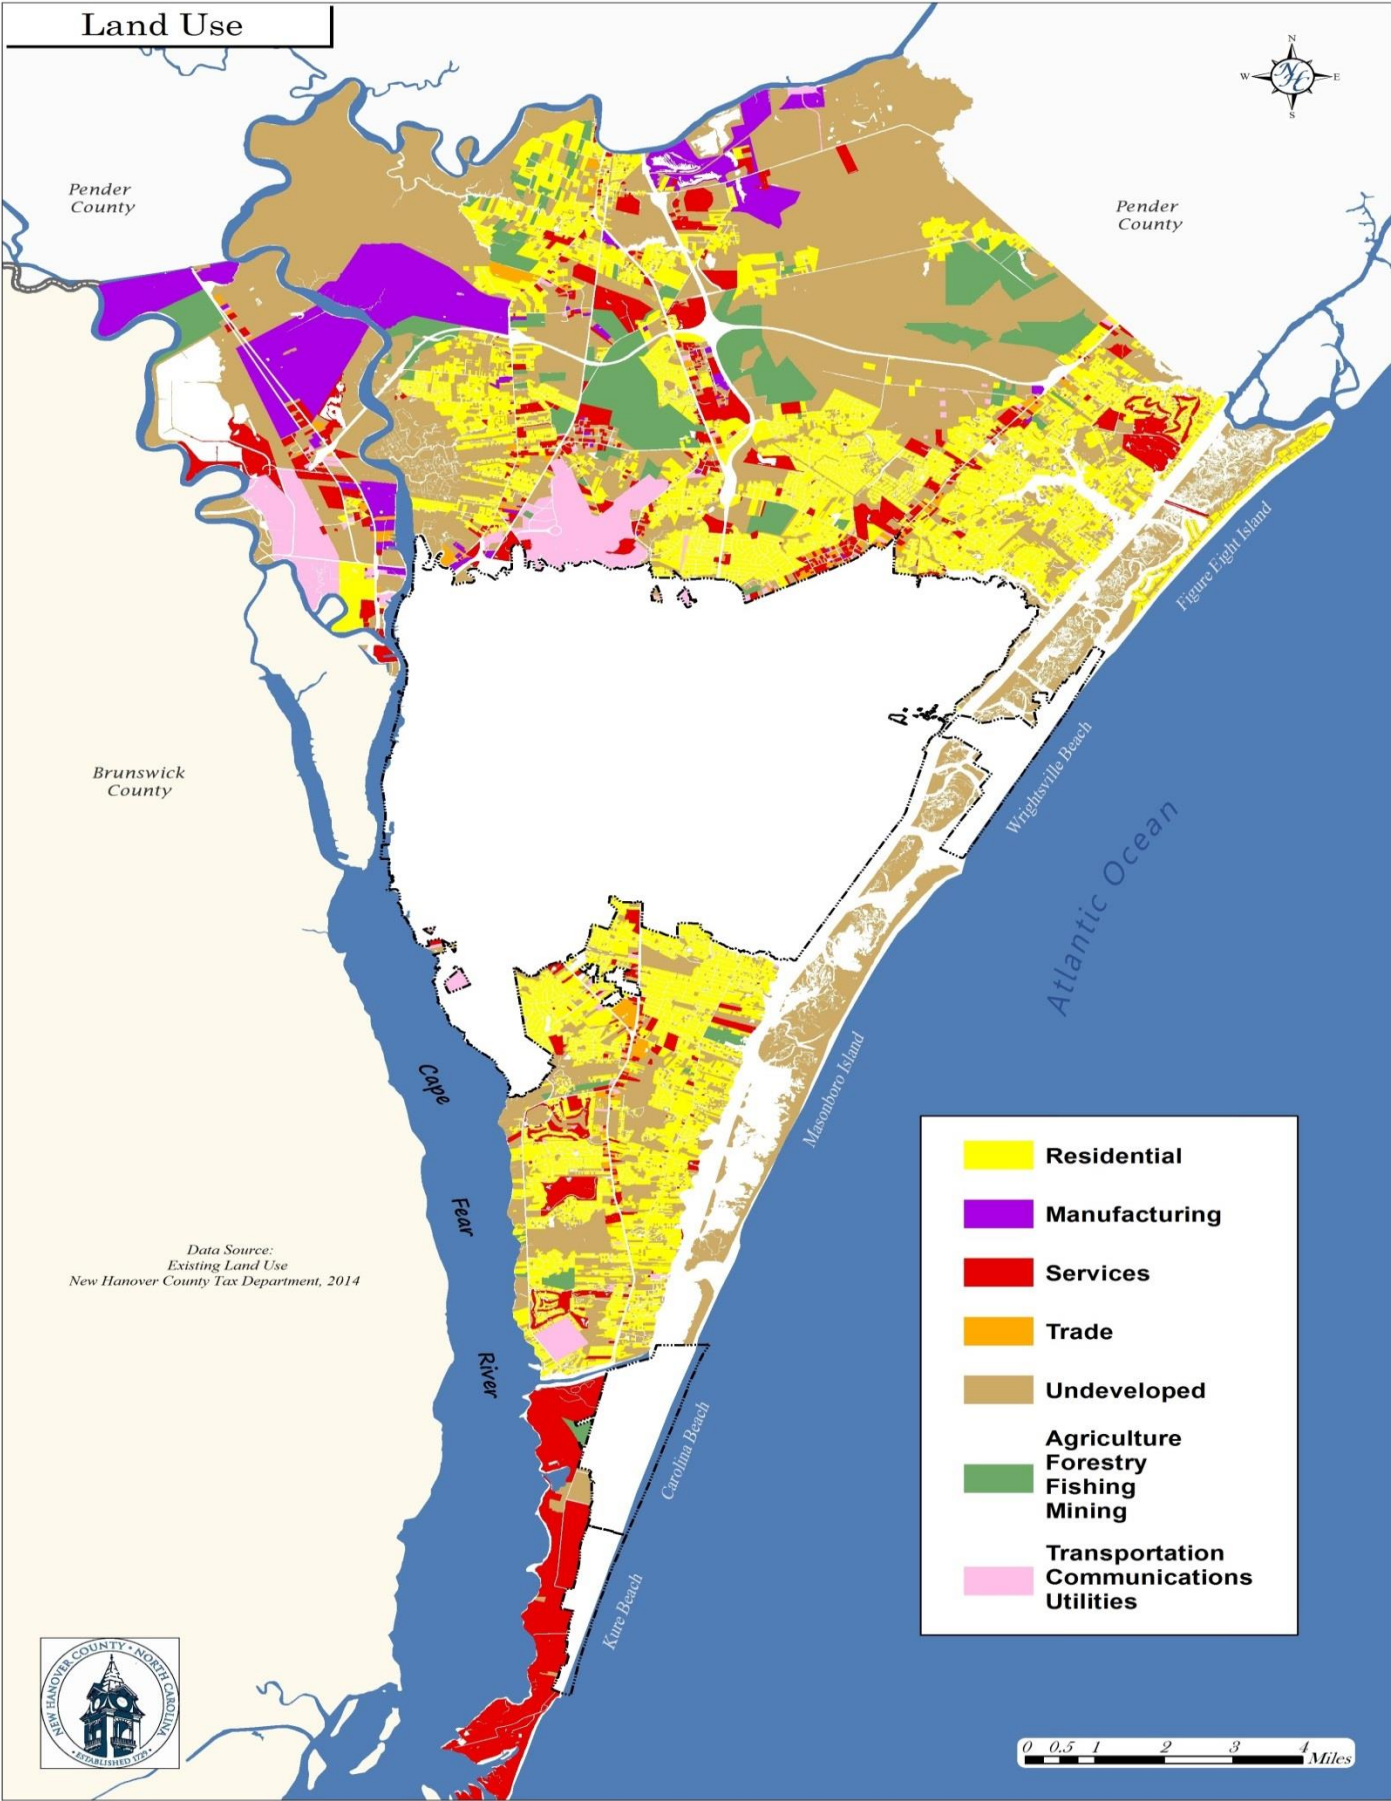 Land Use
N
W
E
S
NH
Pender
County
Pender
County
Figure Eight Island
Wrightsville Beach
Brunswick
County
Atlantic Ocean
Masonboro Island
Cape
Fear
River
Data Source:
Existing Land Use
New Hanover County Tax Department, 2014
Carolina Beach
Kure Beach
Residential
Manufacturing
Services
Trade
Undeveloped
Agriculture
Forestry
Fishing
Mining
Transportation
Communications
Utilities
NEW HANOVER COUNTY • NORTH CAROLINA
• ESTABLISHED 1729 •
0 0.5 1 2 3 4
Miles